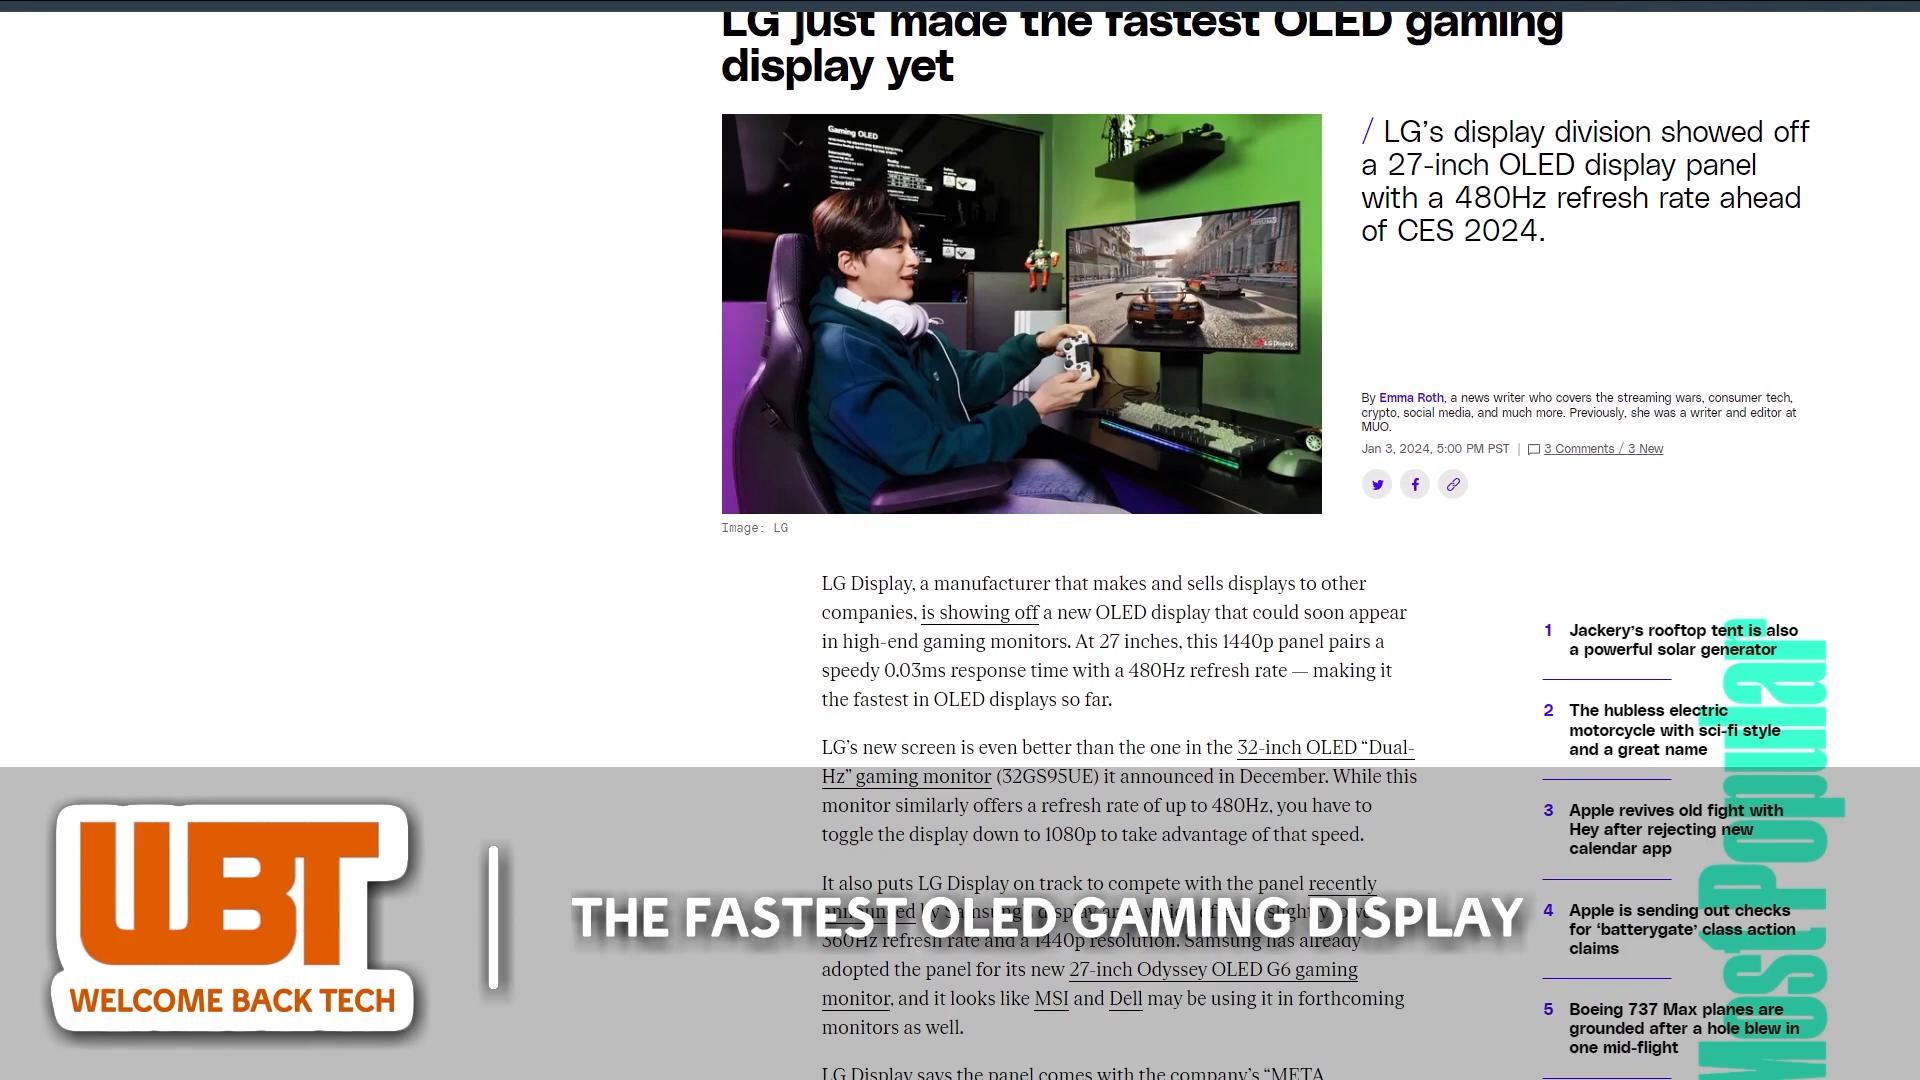 LG just made the fastest OLED gaming
display yet
Gaming OLED
LG Display
/ LG’s display division showed off
a 27-inch OLED display panel
with a 480Hz refresh rate ahead
of CES 2024.
By Emma Roth, a news writer who covers the streaming wars, consumer tech,
crypto, social media, and much more. Previously, she was a writer and editor at
MUO.
Jan 3, 2024, 5:00 PM PST | 3 Comments / 3 New
Image: LG
LG Display, a manufacturer that makes and sells displays to other
companies, is showing off a new OLED display that could soon appear
in high-end gaming monitors. At 27 inches, this 1440p panel pairs a
speedy 0.03ms response time with a 480Hz refresh rate — making it
the fastest in OLED displays so far.
LG’s new screen is even better than the one in the 32-inch OLED “Dual-
Hz” gaming monitor (32GS95UE) it announced in December. While this
monitor similarly offers a refresh rate of up to 480Hz, you have to
toggle the display down to 1080p to take advantage of that speed.
It also puts LG Display on track to compete with the panel recently
360Hz refresh rate and a 1440p resolution. Samsung has already
adopted the panel for its new 27-inch Odyssey OLED G6 gaming
monitor, and it looks like MSI and Dell may be using it in forthcoming
monitors as well.
LG Display says the panel comes with the company’s “META
Most Popular
1 Jackery’s rooftop tent is also
a powerful solar generator
2 The hubless electric
motorcycle with sci-fi style
and a great name
3 Apple revives old fight with
Hey after rejecting new
calendar app
4 Apple is sending out checks
for ‘batterygate’ class action
claims
5 Boeing 737 Max planes are
grounded after a hole blew in
one mid-flight
WBT
WELCOME BACK TECH
THE FASTEST OLED GAMING DISPLAY